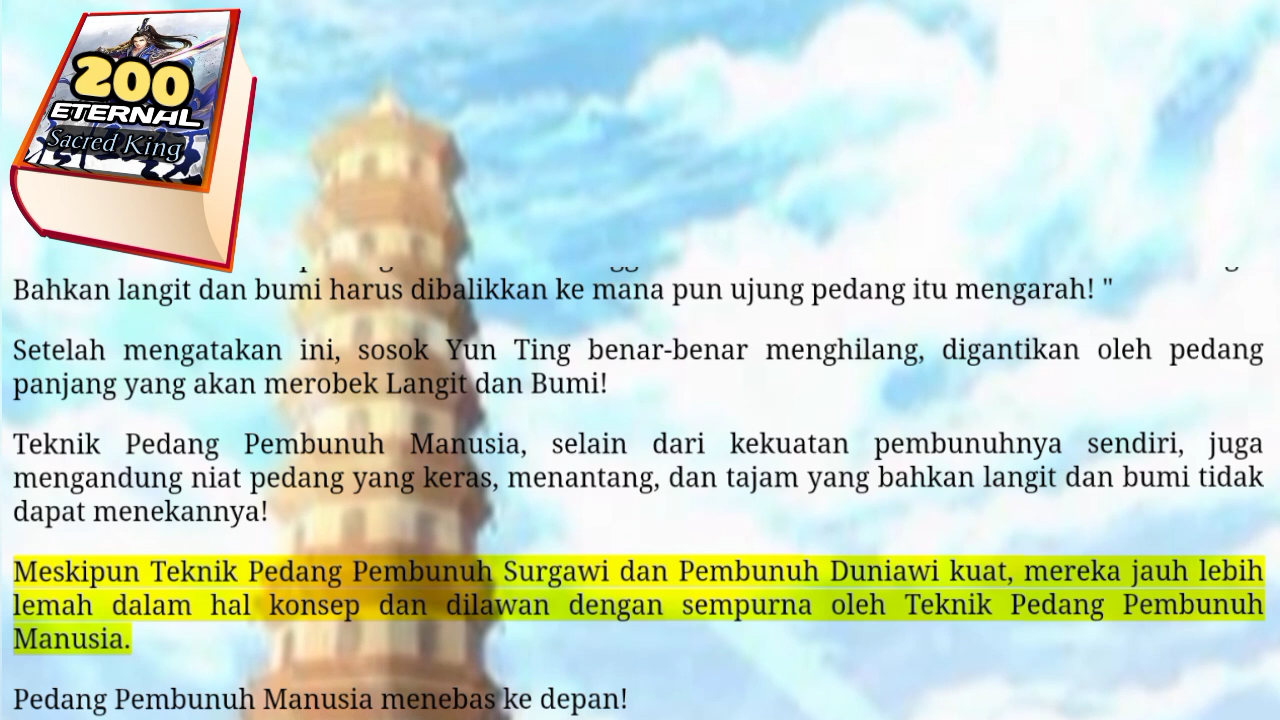 200
ETERNAL
Sacred King
Bahkan langit dan bumi harus dibalikkan ke mana pun ujung pedang itu mengarah! "
Setelah mengatakan ini, sosok Yun Ting benar-benar menghilang, digantikan oleh pedang
panjang yang akan merobek Langit dan Bumi!
Teknik Pedang Pembunuh Manusia, selain dari kekuatan pembunuhnya sendiri, juga
mengandung niat pedang yang keras, menantang, dan tajam yang bahkan langit dan bumi tidak
dapat menekannya!
Meskipun Teknik Pedang Pembunuh Surgawi dan Pembunuh Duniawi kuat, mereka jauh lebih
lemah dalam hal konsep dan dilawan dengan sempurna oleh Teknik Pedang Pembunuh
Manusia.
Pedang Pembunuh Manusia menebas ke depan!